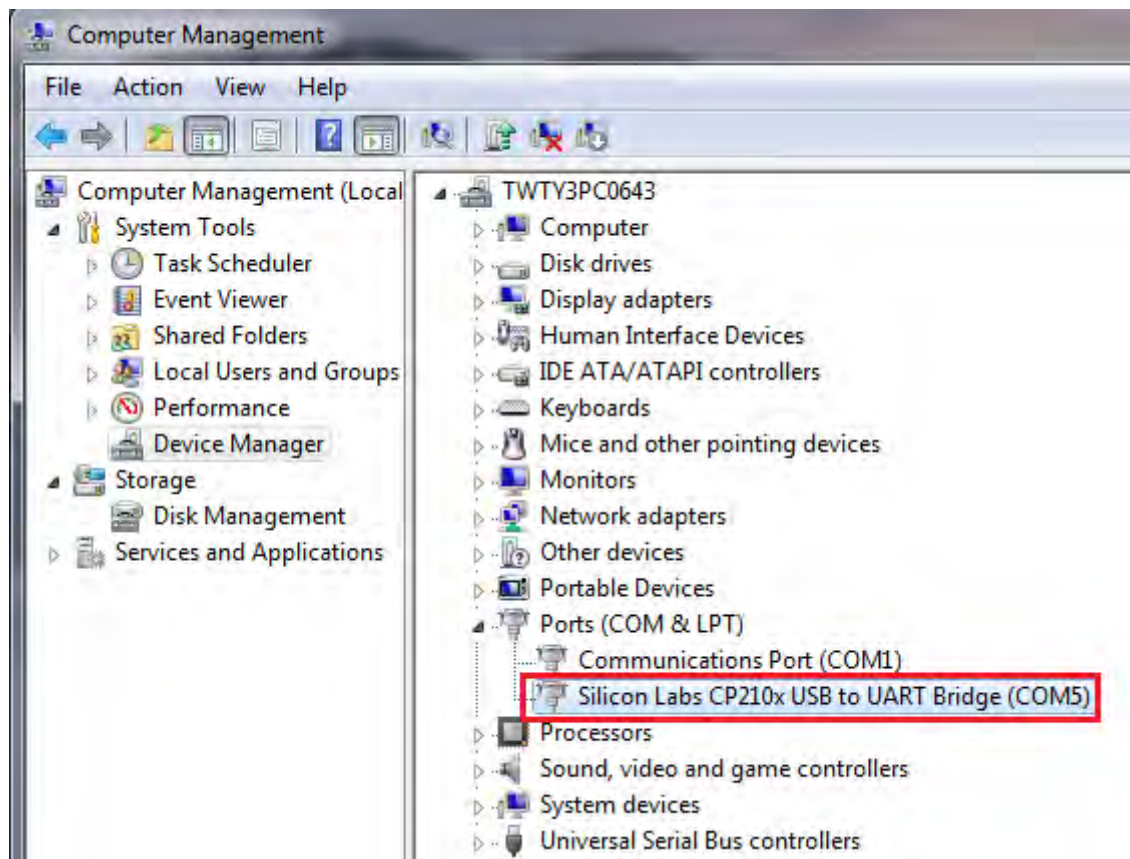 Computer Management
File Action View Help
Computer Management (Local
System Tools
Task Scheduler
Event Viewer
Shared Folders
Local Users and Groups
Performance
Device Manager
Storage
Disk Management
Services and Applications
TWTY3PC0643
Computer
Disk drives
Display adapters
Human Interface Devices
IDE ATA/ATAPI controllers
Keyboards
Mice and other pointing devices
Monitors
Network adapters
Other devices
Portable Devices
Ports (COM & LPT)
Communications Port (COM1)
Silicon Labs CP210x USB to UART Bridge (COM5)
Processors
Sound, video and game controllers
System devices
Universal Serial Bus controllers